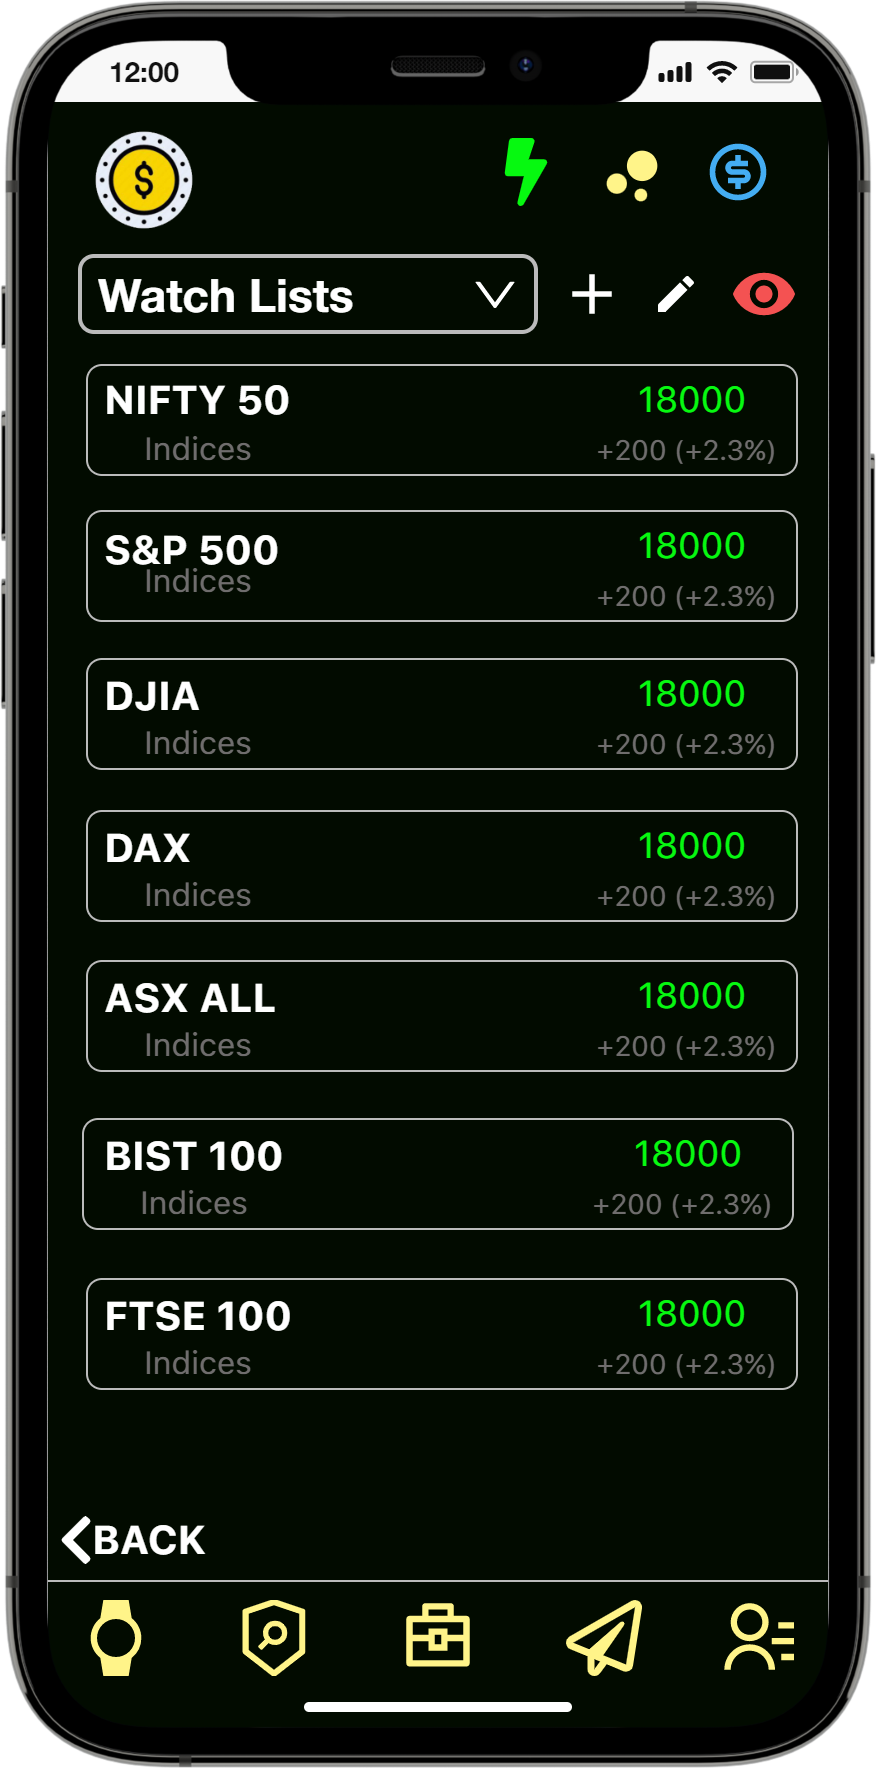 12:00
$
$
Watch Lists
NIFTY 50 18000
Indices +200 (+2.3%)
S&P 500 18000
Indices +200 (+2.3%)
DJIA 18000
Indices +200 (+2.3%)
DAX 18000
Indices +200 (+2.3%)
ASX ALL 18000
Indices +200 (+2.3%)
BIST 100 18000
Indices +200 (+2.3%)
FTSE 100 18000
Indices +200 (+2.3%)
BACK